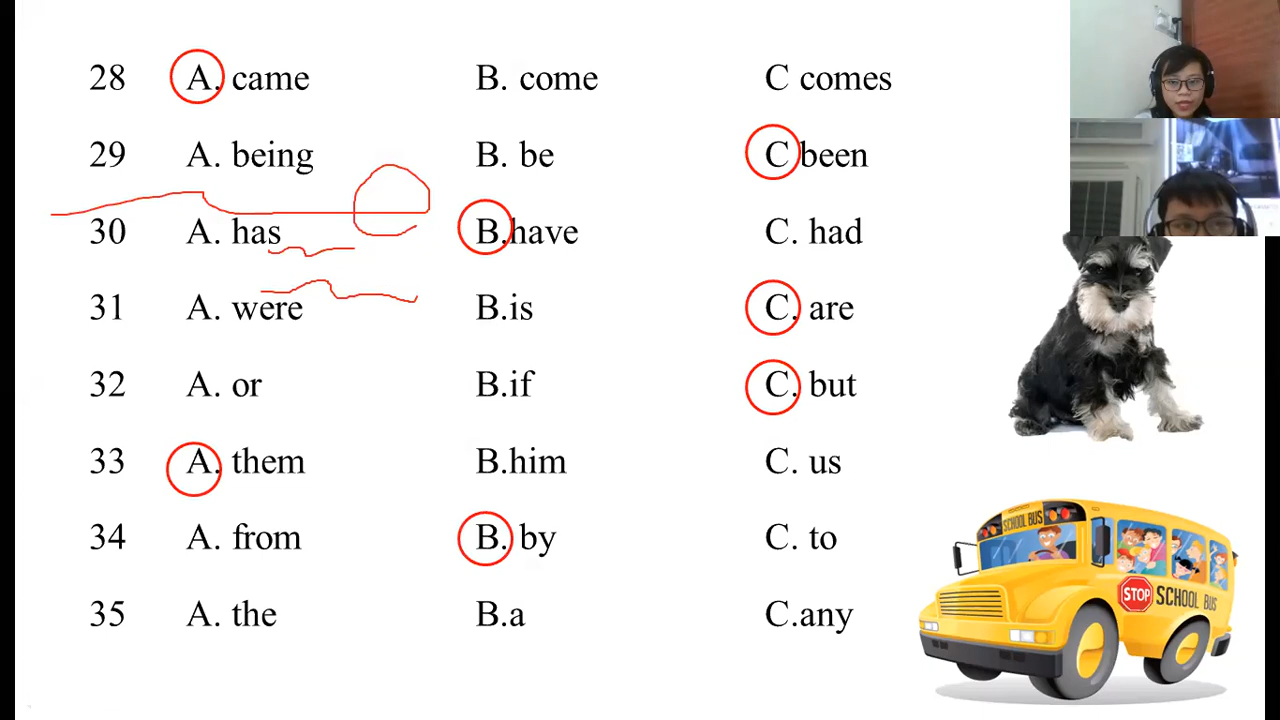 28 A. came B. come C comes
29 A. being B. be C been
30 A. has B.have C. had
31 A. were B.is C. are
32 A. or B.if C. but
33 A. them B.him C. us
34 A. from B. by C. to
35 A. the B.a C.any
SCHOOL BUS
STOP SCHOOL BUS